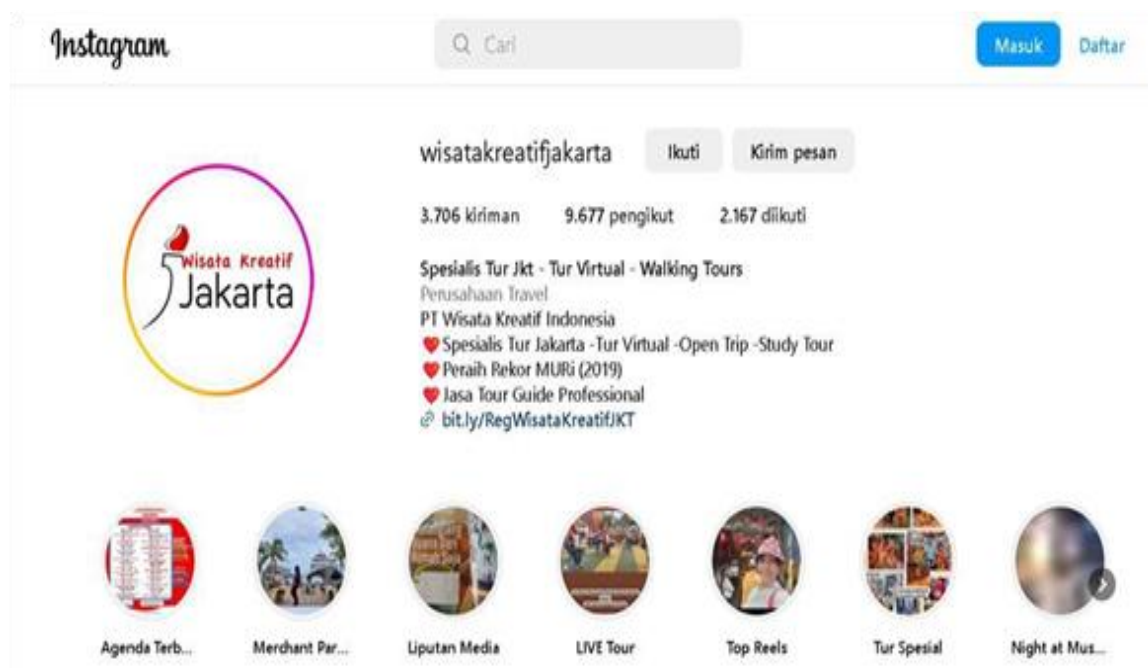 Instagram
Cari
Masuk
Daftar
wisatakreatifjakarta
Ikuti
Kirim pesan
3.706 kiriman
9.677 pengikut
2.167 diikuti
Wisata Kreatif
Jakarta
Spesialis Tur Jkt - Tur Virtual - Walking Tours
Perusahaan Travel
PT Wisata Kreatif Indonesia
❤️Spesialis Tur Jakarta -Tur Virtual -Open Trip -Study Tour
❤️Peraih Rekor MURi (2019)
❤️Jasa Tour Guide Professional
bit.ly/RegWisataKreatifJKT
Agenda Terb...
Merchant Par...
Liputan Media
LIVE Tour
Top Reels
Tur Spesial
Night at Mus...